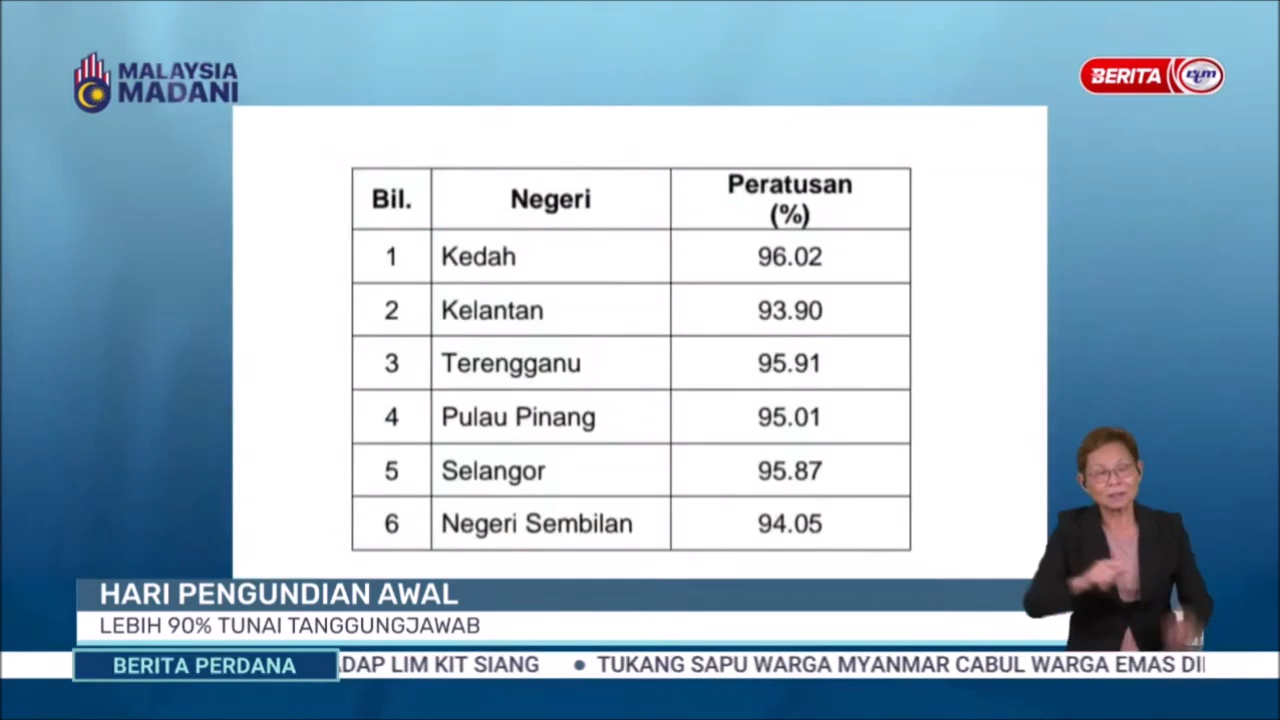 MALAYSIA
MADANI
BERITA rtm
Bil. Negeri Peratusan
(%)
1 Kedah 96.02
2 Kelantan 93.90
3 Terengganu 95.91
4 Pulau Pinang 95.01
5 Selangor 95.87
6 Negeri Sembilan 94.05
HARI PENGUNDIAN AWAL
LEBIH 90% TUNAI TANGGUNGJAWAB
BERITA PERDANA LIM KIT SIANG • TUKANG SAPU WARGA MYANMAR CABUL WARGA EMAS